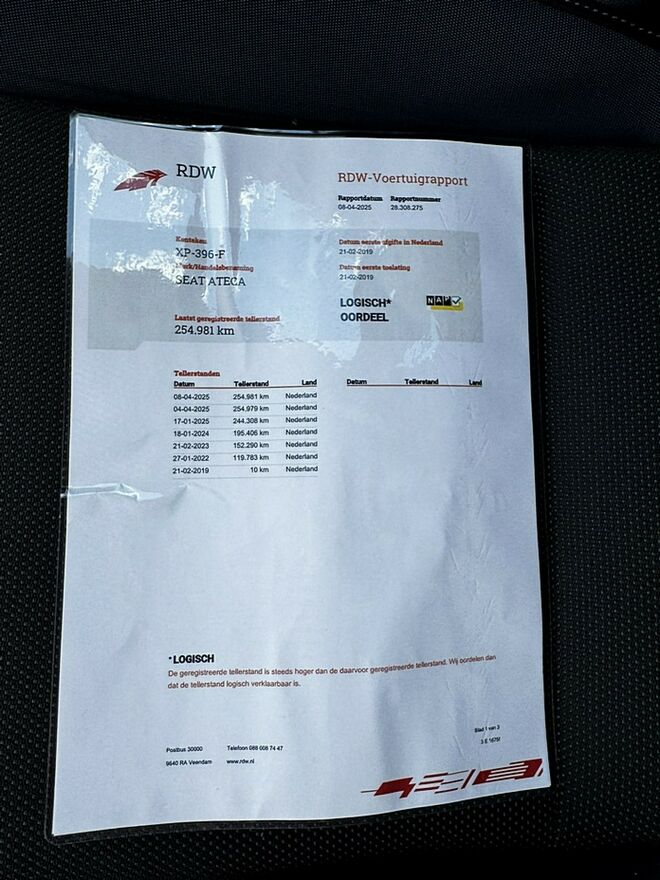 RDW
RDW-Voertuigrapport
Rapportdatum Rapportnummer
08-04-2025 28.308.275
Kenteken
XP-396-F
Merk/Handelsbenaming
SEAT ATECA
Laatst geregistreerde tellerstand
254.981 km
Datum eerste afgifte in Nederland
21-02-2019
Datum eerste toelating
21-02-2019
LOGISCH*
OORDEEL
NAP
Tellerstanden
Datum Tellerstand Land
08-04-2025 254.981 km Nederland
04-04-2025 254.979 km Nederland
17-01-2025 244.308 km Nederland
18-01-2024 195.406 km Nederland
21-02-2023 152.290 km Nederland
27-01-2022 119.783 km Nederland
21-02-2019 10 km Nederland
Datum Tellerstand Land
*LOGISCH
De geregistreerde tellerstand is steeds hoger dan de daarvoor geregistreerde tellerstand. Wij oordelen dan
dat de tellerstand logisch verklaarbaar is.
Postbus 30000 Telefoon 088 008 74 47
9640 RA Veendam www.rdw.nl
Blad 1 van 3
3 E 1675f